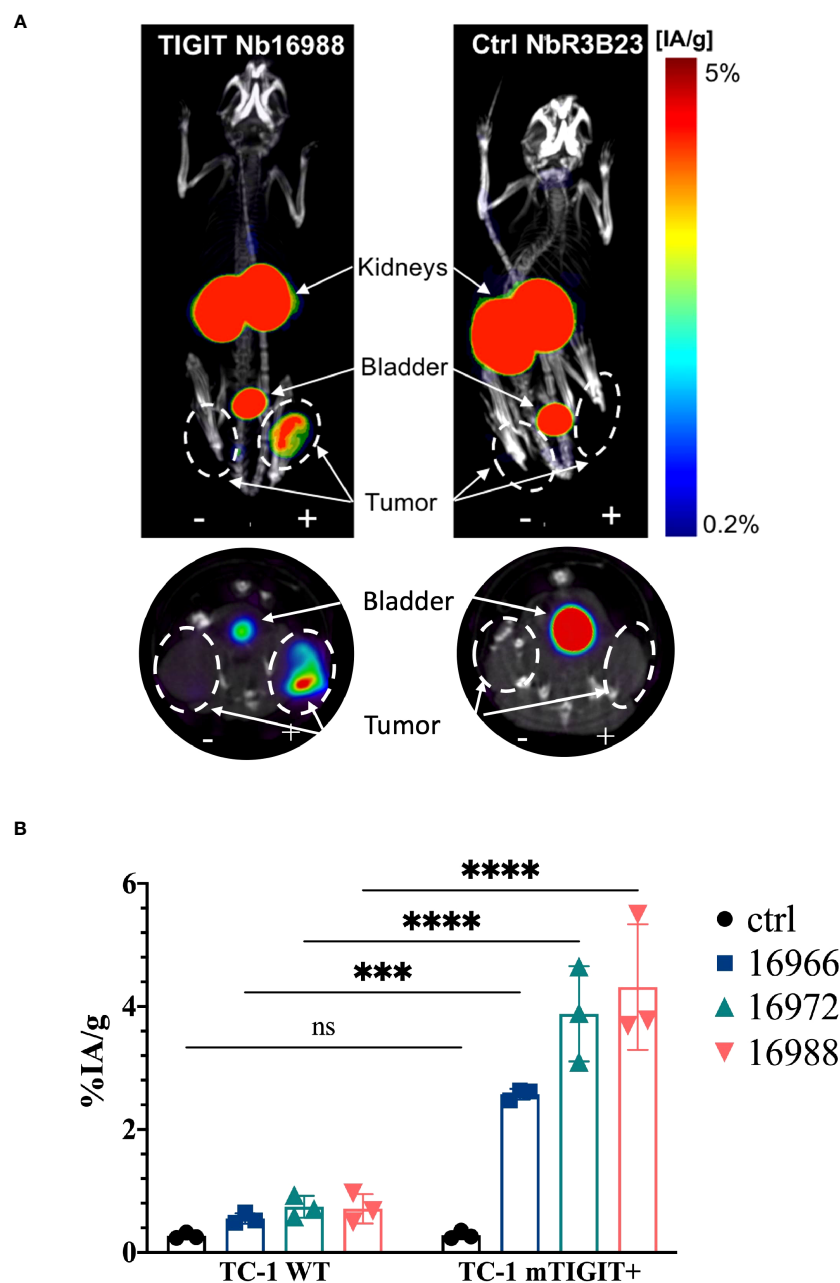 A
TIGIT Nb16988
Ctrl NbR3B23
[IA/g]
5%
Kidneys
Bladder
Tumor
- +
- +
0.2%
Bladder
Tumor
- +
- +
B
6
4
2
0
%IA/g
****
****
***
ns
ctrl
16966
16972
16988
TC-1 WT
TC-1 mTIGIT+